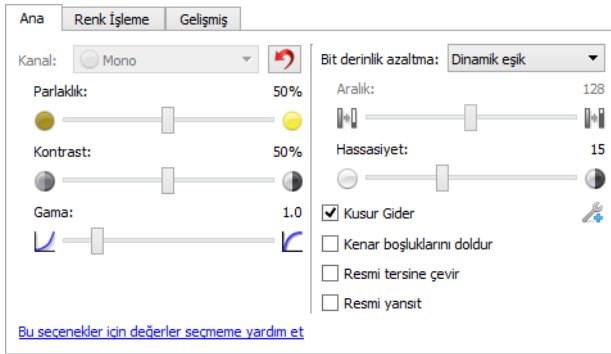 Ana
Renk İşleme
Gelişmiş
Kanal:
Mono
Parlaklık:
50%
Kontrast:
50%
Gama:
1.0
Bu seçenekler için değerler seçmeme yardım et
Bit derinlik azaltma:
Dinamik eşik
Aralık:
128
Hassasiyet:
15
Kusur Gider
Kenar boşluklarını doldur
Resmi tersine çevir
Resmi yansıt